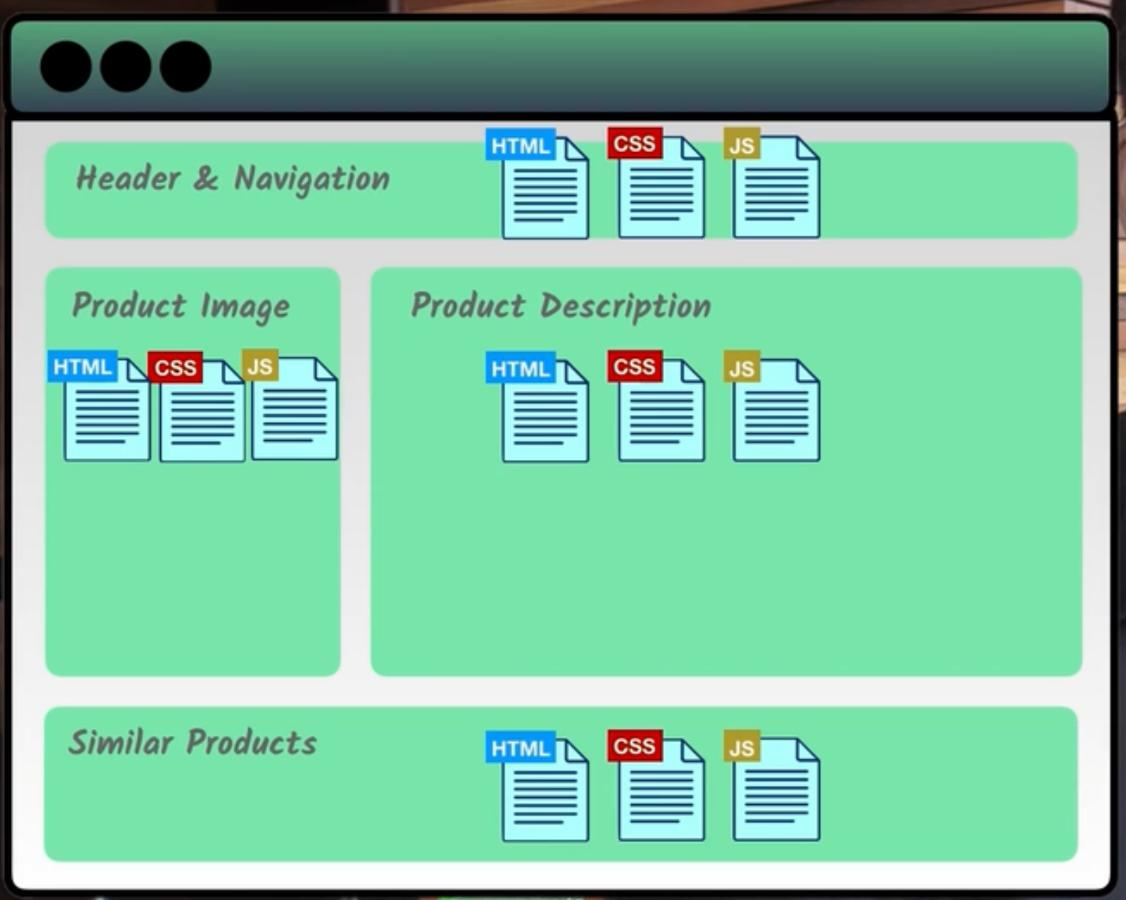 HTML CSS JS
Header & Navigation
Product Image
HTML CSS JS
Product Description
HTML CSS JS
Similar Products
HTML CSS JS